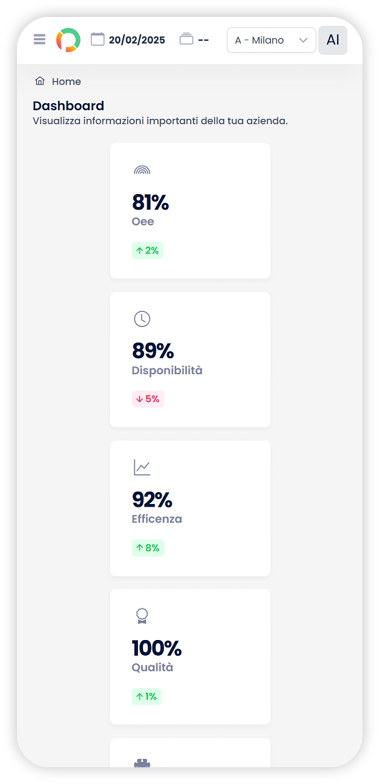 20/02/2025
--
A - Milano
AI
Home
Dashboard
Visualizza informazioni importanti della tua azienda.
81%
Oee
↑ 2%
89%
Disponibilità
↓ 5%
92%
Efficenza
↑ 8%
100%
Qualità
↑ 1%